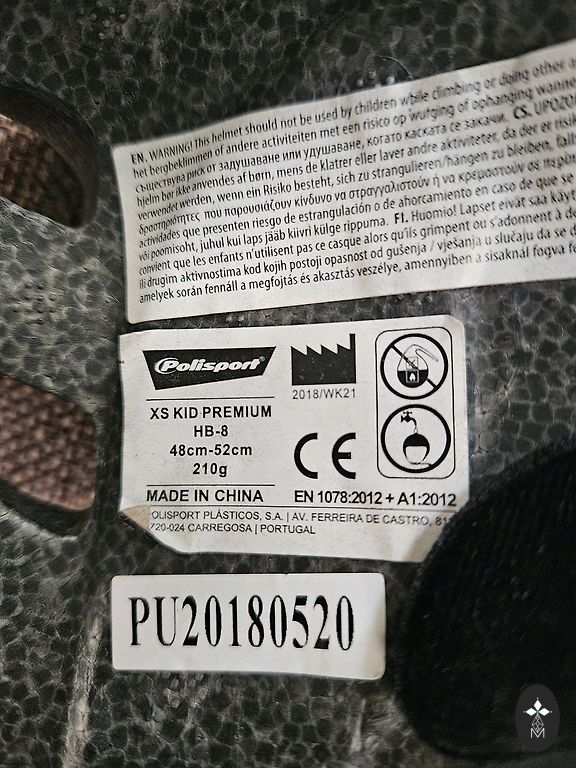 EN. WARNING! This helmet should not be used by children while climbing or doing other a
het bergbeklimmen of andere activiteiten met een risico op wurging of ophanging wanne
съществува риск от задушаване или удушаване, когато каската се закачи. CS. UPOZO
hjelm bør ikke anvendes af børn, mens de klatrer eller laver andre aktiviteter, da der er risik
verwendet werden, wenn ein Risiko besteht, sich zu strangulieren/hängen zu bleiben, fall
δραστηριότητες που παρουσιάζουν κίνδυνο να στραγγαλιστούν ή να κρεμαστούν σε περίπ
actividades que presenten riesgo de estrangulación o de ahorcamiento en caso de que se
või poomisoht, juhul kui laps jääb kiivri külge rippuma. FI. Huomio! Lapset eivät saa käyt
convient que les enfants n'utilisent pas ce casque alors qu'ils grimpent ou s'adonnent à d
ili drugim aktivnostima kod kojih postoji opasnost od gušenja / vješanja u slučaju da se d
amelyek során fennáll a megfojtás és akasztás veszélye, amennyiben a sisaknál fogva f
Polisport
2018/WK21
XS KID PREMIUM
HB-8
48cm-52cm
210g
CE
MADE IN CHINA
EN 1078:2012 + A1:2012
OLISPORT PLÁSTICOS, S.A. | AV. FERREIRA DE CASTRO, 81
720-024 CARREGOSA | PORTUGAL
PU20180520
M